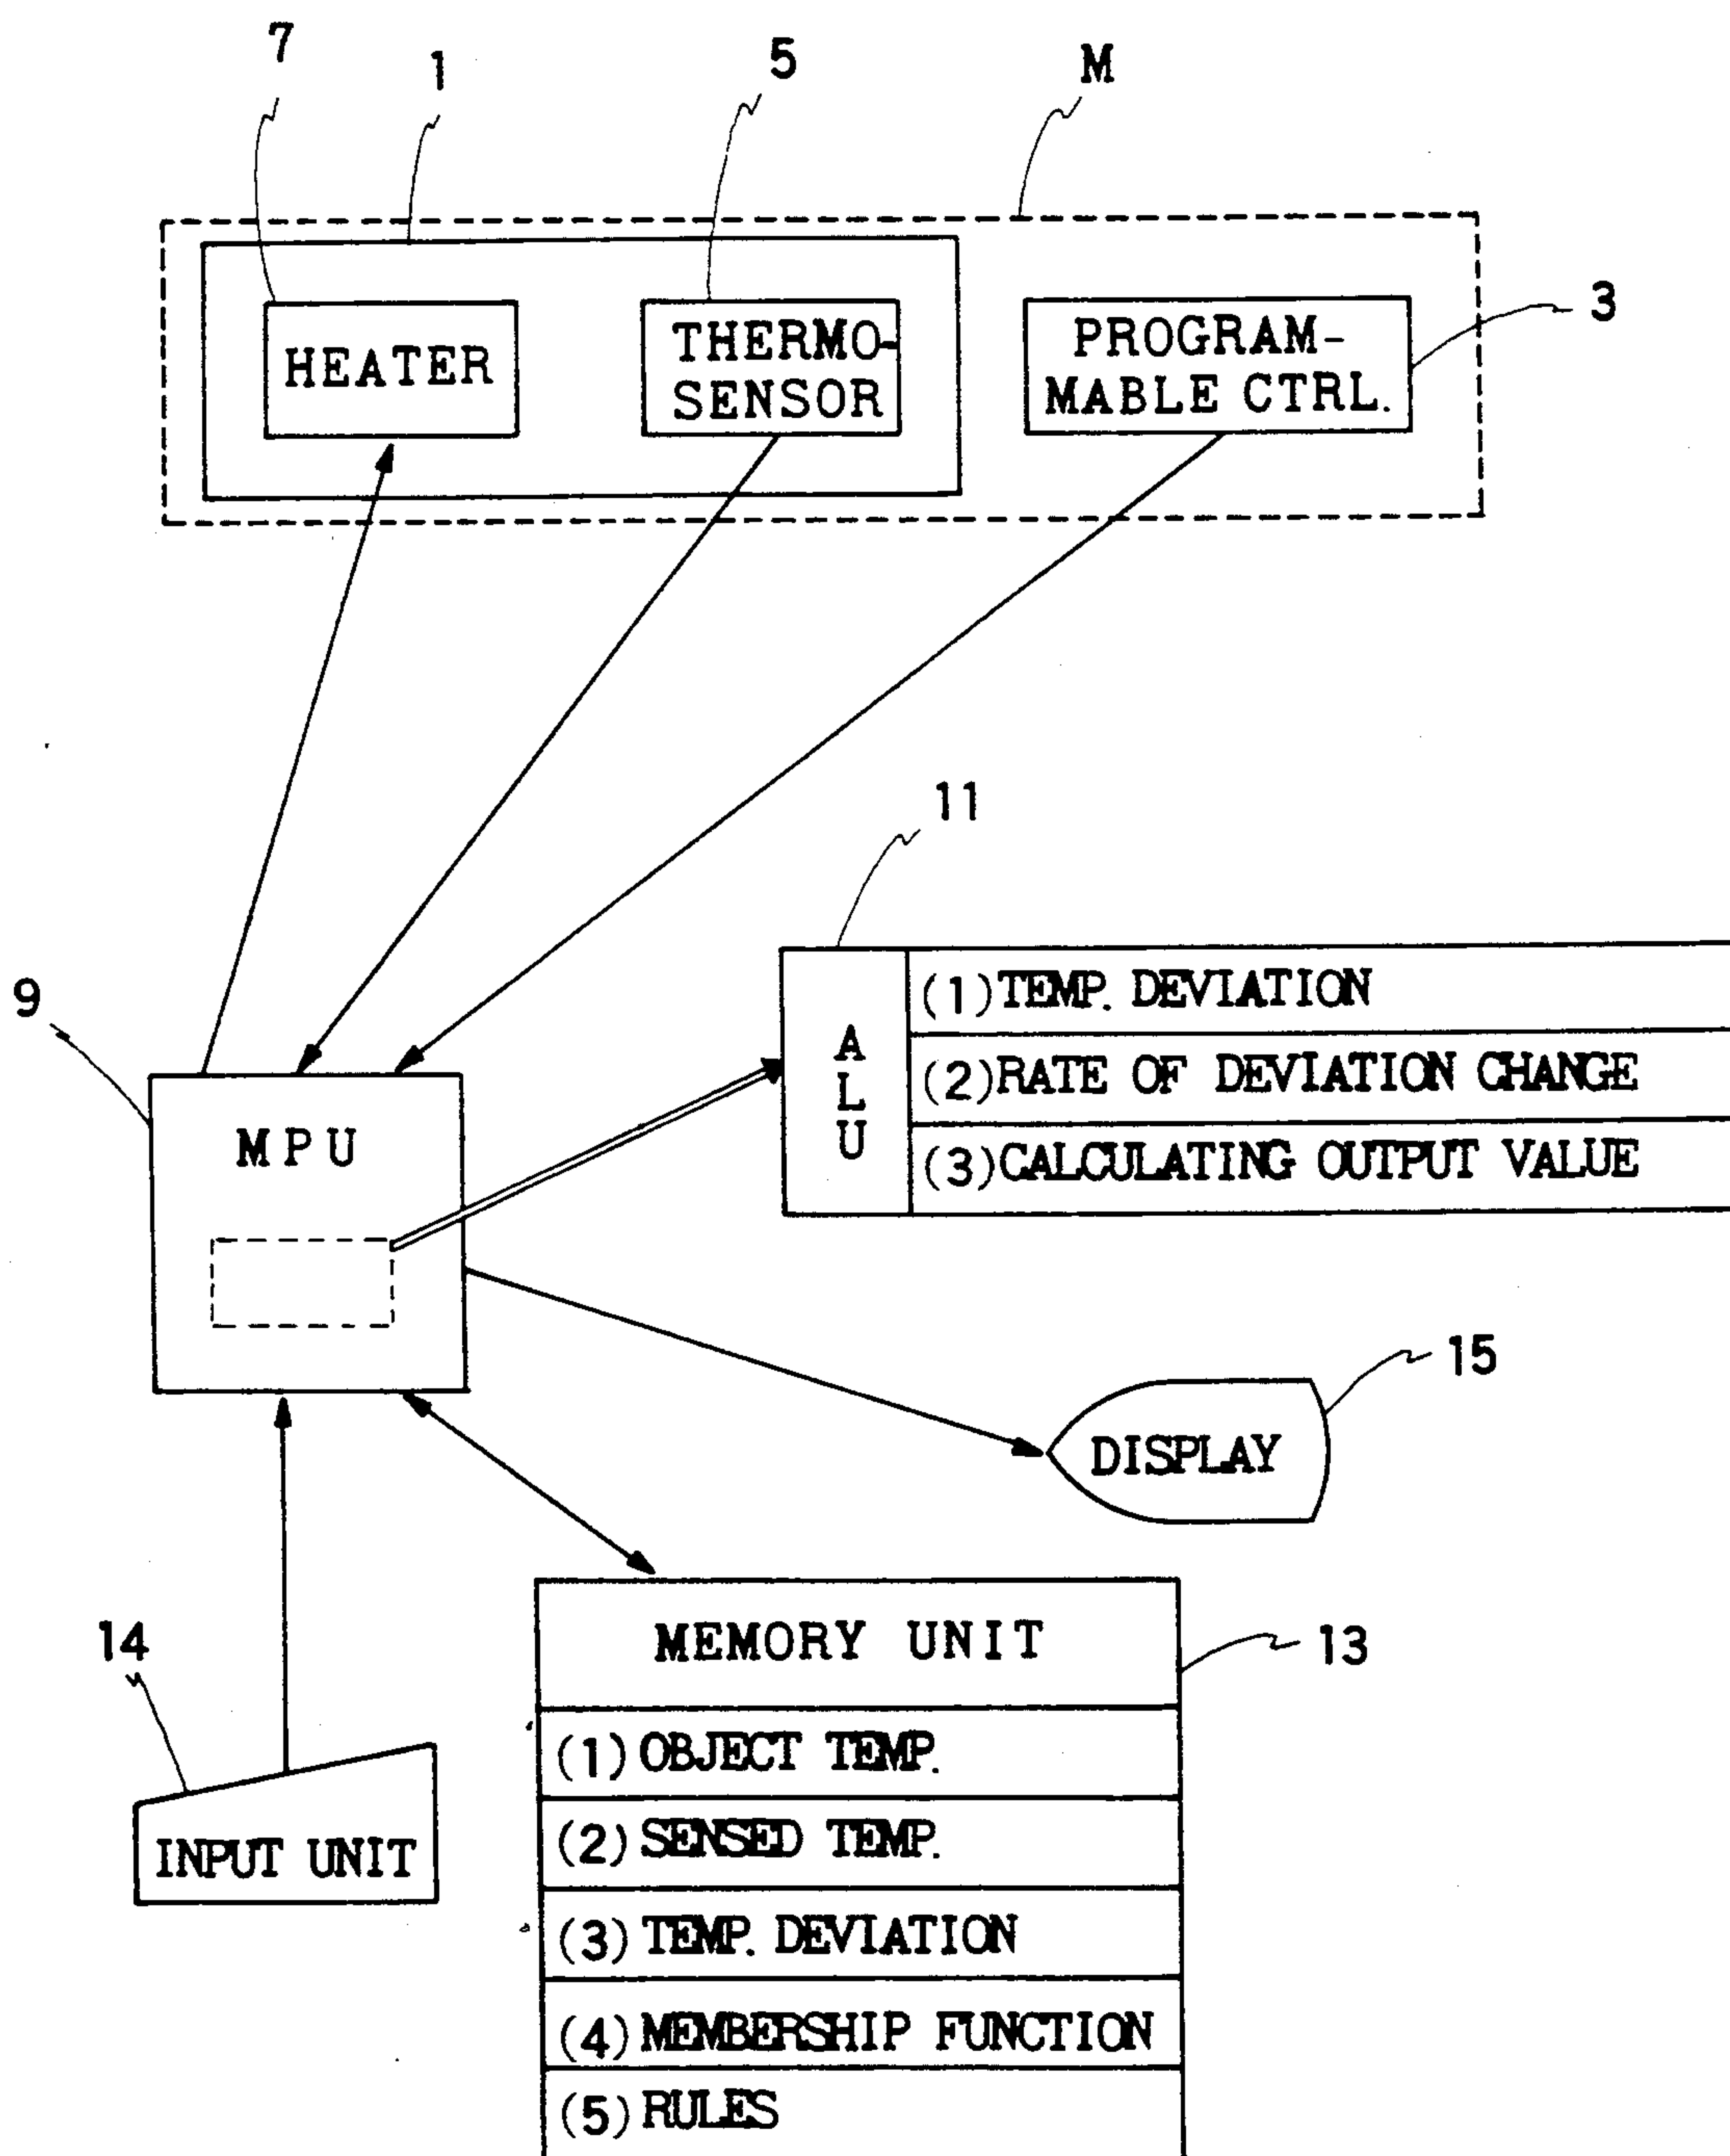 7
1
5
M
HEATER
THERMO-
SENSOR
PROGRAM-
MABLE CTRL.
3
11
9
MPU
ALU
(1) TEMP. DEVIATION
(2) RATE OF DEVIATION CHANGE
(3) CALCULATING OUTPUT VALUE
15
DISPLAY
14
INPUT UNIT
MEMORY UNIT
13
(1) OBJECT TEMP.
(2) SENSED TEMP.
(3) TEMP. DEVIATION
(4) MEMBERSHIP FUNCTION
(5) RULES